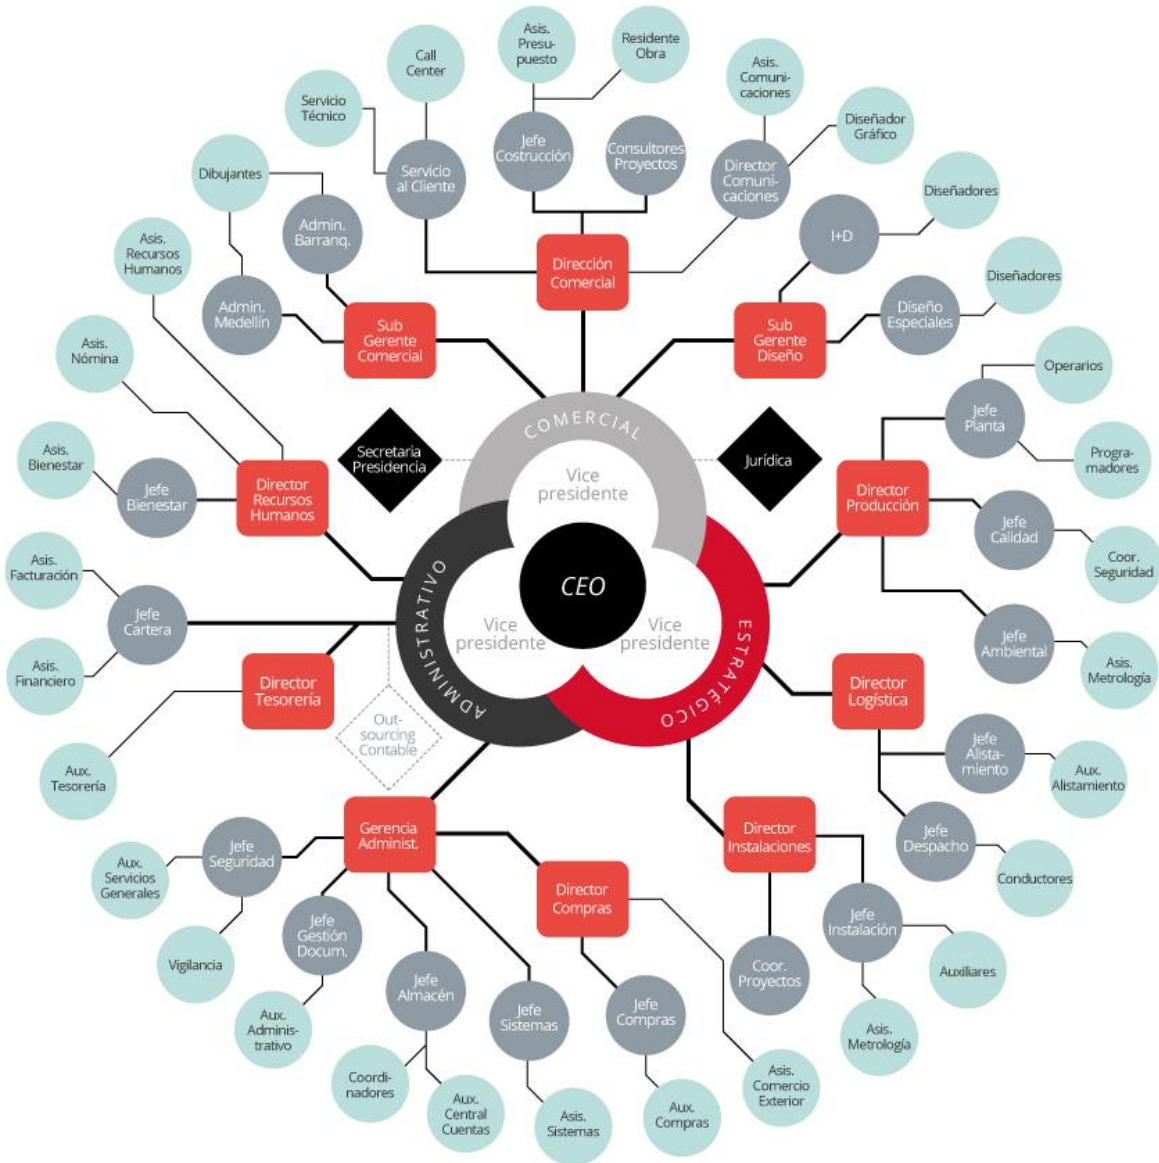 Asis.
Presu-
puesto
Residente
Obra
Call
Center
Asis.
Comuni-
caciones
Servicio
Técnico
Diseñador
Gráfico
Jefe
Costrucción
Consultores
Proyectos
Servicio
al Cliente
Director
Comuni-
caciones
Dibujantes
Diseñadores
Admin.
Barranq.
I+D
Asis.
Recursos
Humanos
Dirección
Comercial
Diseñadores
Admin.
Medellín
Sub
Gerente
Comercial
Sub
Gerente
Diseño
Diseño
Especiales
Asis.
Nómina
Operarios
Jefe
Planta
COMERCIAL
Secretaria
Presidencia
Jurídica
Vice
presidente
Programadores
Asis.
Bienestar
Jefe
Bienestar
Director
Recursos
Humanos
Director
Producción
Jefe
Calidad
Coor.
Seguridad
Asis.
Facturación
CEO
Jefe
Cartera
ADMINISTRATIVO
Vice
presidente
Vice
presidente
ESTRATÉGICO
Jefe
Ambiental
Asis.
Financiero
Asis.
Metrología
Director
Tesorería
Director
Logística
Out-
sourcing
Contable
Jefe
Alista-
miento
Aux.
Tesorería
Aux.
Alistamiento
Gerencia
Administ.
Director
Instalaciones
Jefe
Despacho
Jefe
Seguridad
Aux.
Servicios
Generales
Conductores
Director
Compras
Jefe
Gestión
Docum.
Jefe
Instalación
Vigilancia
Auxiliares
Jefe
Almacén
Coor.
Proyectos
Jefe
Sistemas
Jefe
Compras
Aux.
Adminis-
trativo
Asis.
Metrología
Coordi-
nadores
Asis.
Comercio
Exterior
Aux.
Central
Cuentas
Asis.
Sistemas
Aux.
Compras